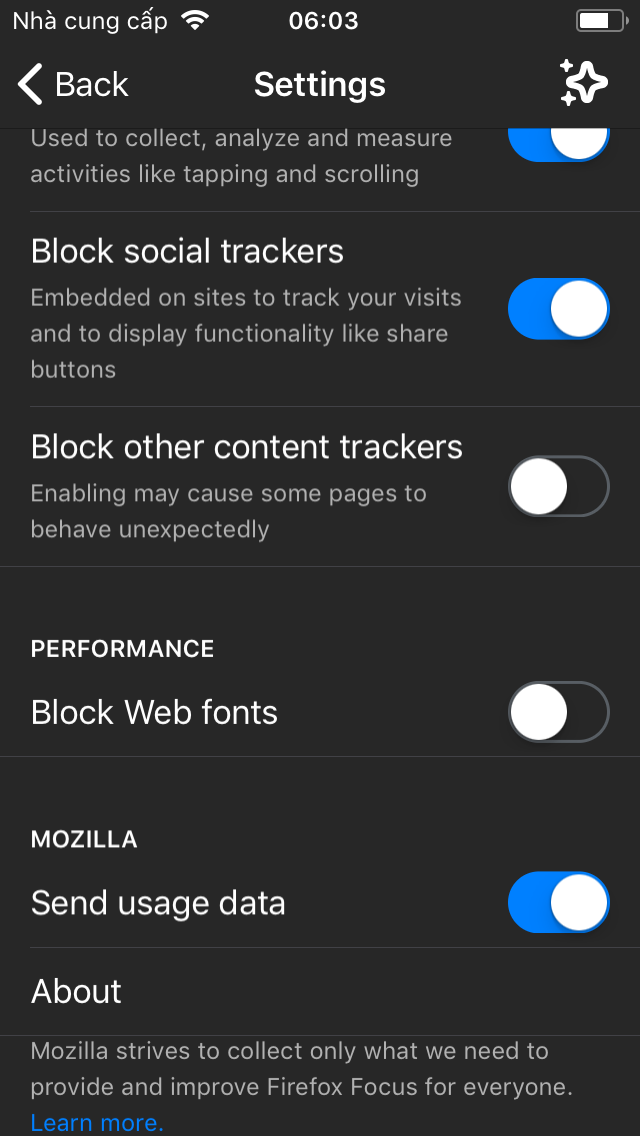 Nhà cung cấp 06:03
Back Settings
Used to collect, analyze and measure
activities like tapping and scrolling
Block social trackers
Embedded on sites to track your visits
and to display functionality like share
buttons
Block other content trackers
Enabling may cause some pages to
behave unexpectedly
PERFORMANCE
Block Web fonts
MOZILLA
Send usage data
About
Mozilla strives to collect only what we need to
provide and improve Firefox Focus for everyone.
Learn more.